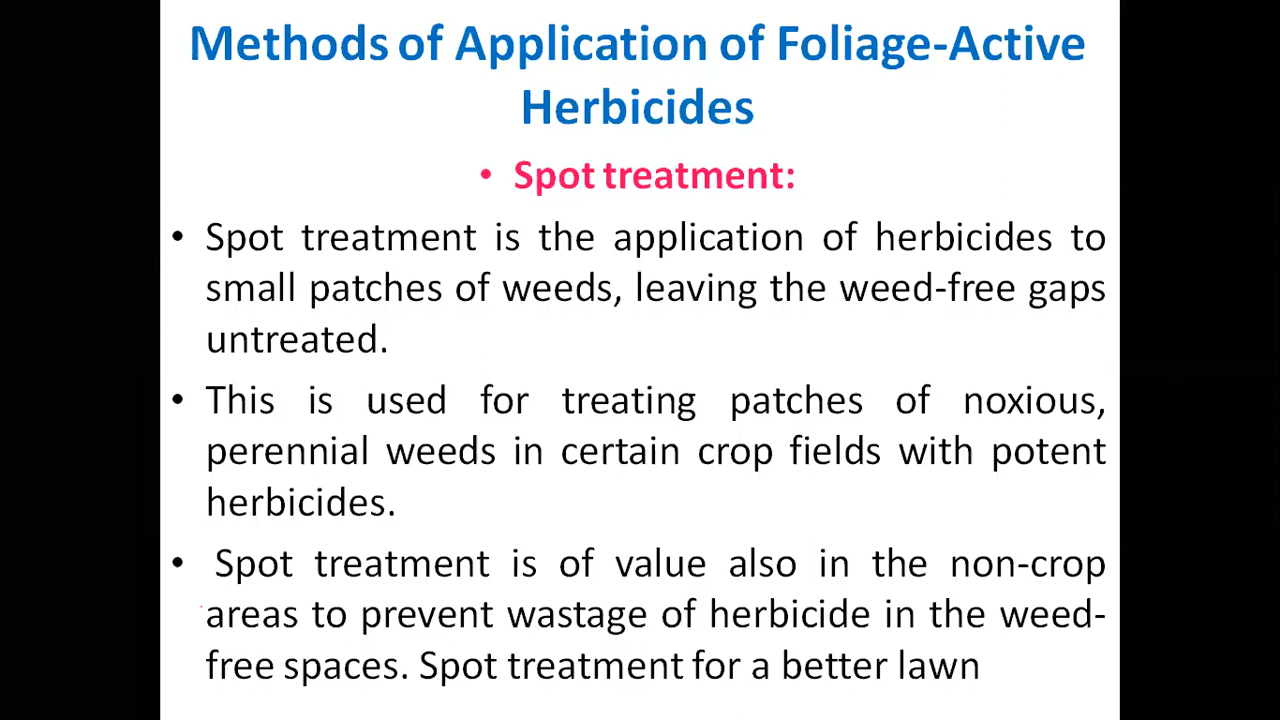 Methods of Application of Foliage-Active
Herbicides
• Spot treatment:
• Spot treatment is the application of herbicides to
small patches of weeds, leaving the weed-free gaps
untreated.
• This is used for treating patches of noxious,
perennial weeds in certain crop fields with potent
herbicides.
• Spot treatment is of value also in the non-crop
areas to prevent wastage of herbicide in the weed-
free spaces. Spot treatment for a better lawn